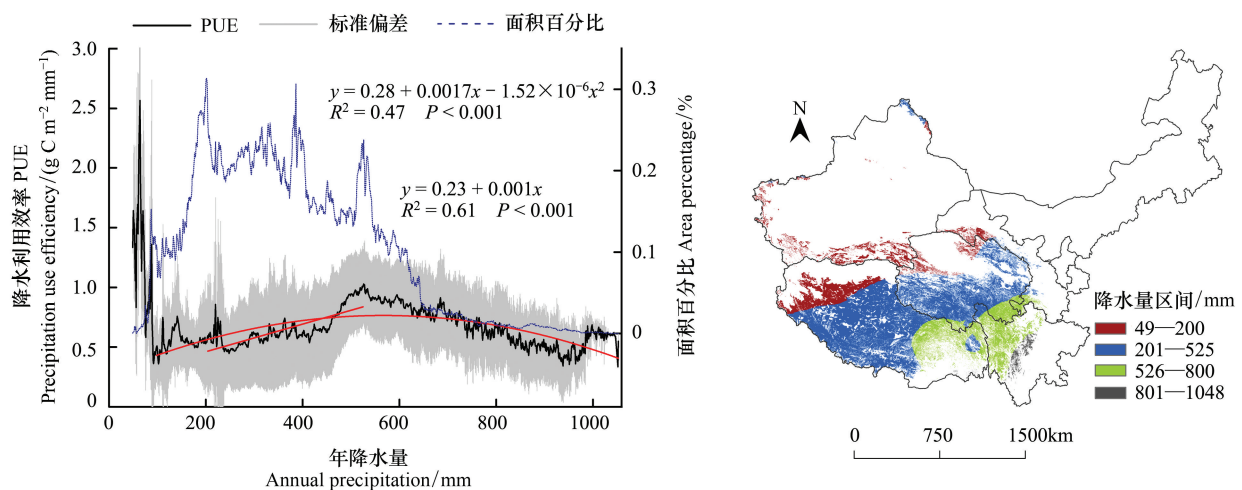 PUE 标准偏差 面积百分比
3.0
2.5
2.0
1.5
1.0
0.5
0
0.3
0.2
0.1
0
y = 0.28 + 0.0017x − 1.52×10⁻⁶x²
R² = 0.47 P < 0.001
y = 0.23 + 0.001x
R² = 0.61 P < 0.001
降水利用效率 PUE
Precipitation use efficiency/(g C m⁻² mm⁻¹)
面积百分比 Area percentage/%
0 200 400 600 800 1000
年降水量
Annual precipitation/mm
N
降水量区间/mm
49—200
201—525
526—800
801—1048
0 750 1500km